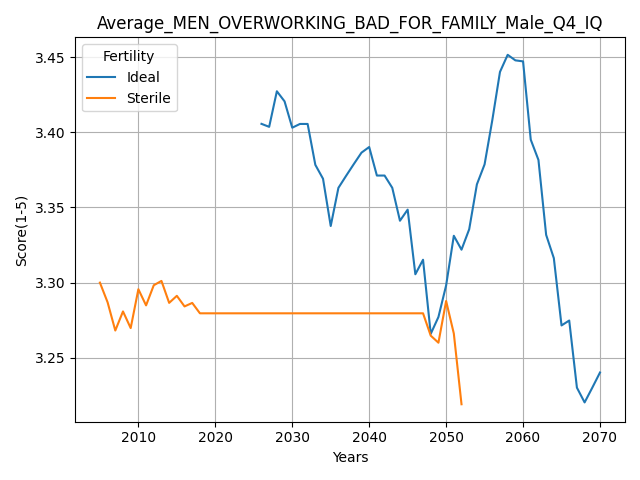 Average_MEN_OVERWORKING_BAD_FOR_FAMILY_Male_Q4_IQ
Fertility
Ideal
Sterile
Score(1-5)
3.45
3.40
3.35
3.30
3.25
2010 2020 2030 2040 2050 2060 2070
Years